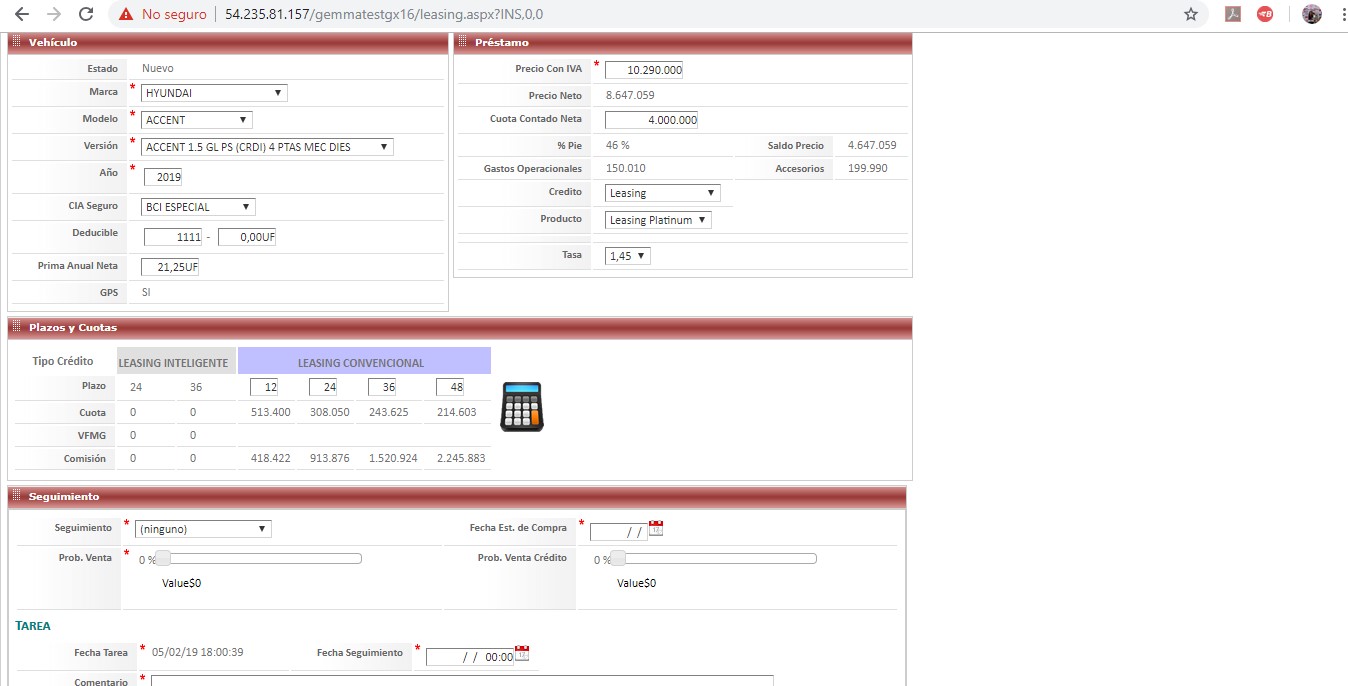 No seguro | 54.235.81.157/gemmatestgx16/leasing.aspx?INS,0,0
Vehículo
Estado Nuevo
Marca * HYUNDAI
Modelo * ACCENT
Versión * ACCENT 1.5 GL PS (CRDI) 4 PTAS MEC DIES
Año * 2019
CIA Seguro BCI ESPECIAL
Deducible 1111 - 0,00UF
Prima Anual Neta 21,25UF
GPS SI
Préstamo
Precio Con IVA * 10.290.000
Precio Neto 8.647.059
Cuota Contado Neta 4.000.000
% Pie 46 % Saldo Precio 4.647.059
Gastos Operacionales 150.010 Accesorios 199.990
Credito Leasing
Producto Leasing Platinum
Tasa 1,45
Plazos y Cuotas
Tipo Crédito LEASING INTELIGENTE LEASING CONVENCIONAL
Plazo 24 36 12 24 36 48
Cuota 0 0 513.400 308.050 243.625 214.603
VFMG 0 0
Comisión 0 0 418.422 913.876 1.520.924 2.245.883
Seguimiento
Seguimiento * (ninguno) Fecha Est. de Compra * / /
Prob. Venta * 0 % Prob. Venta Crédito 0 %
Value$0 Value$0
TAREA
Fecha Tarea * 05/02/19 18:00:39 Fecha Seguimiento * / / 00:00
Comentario *